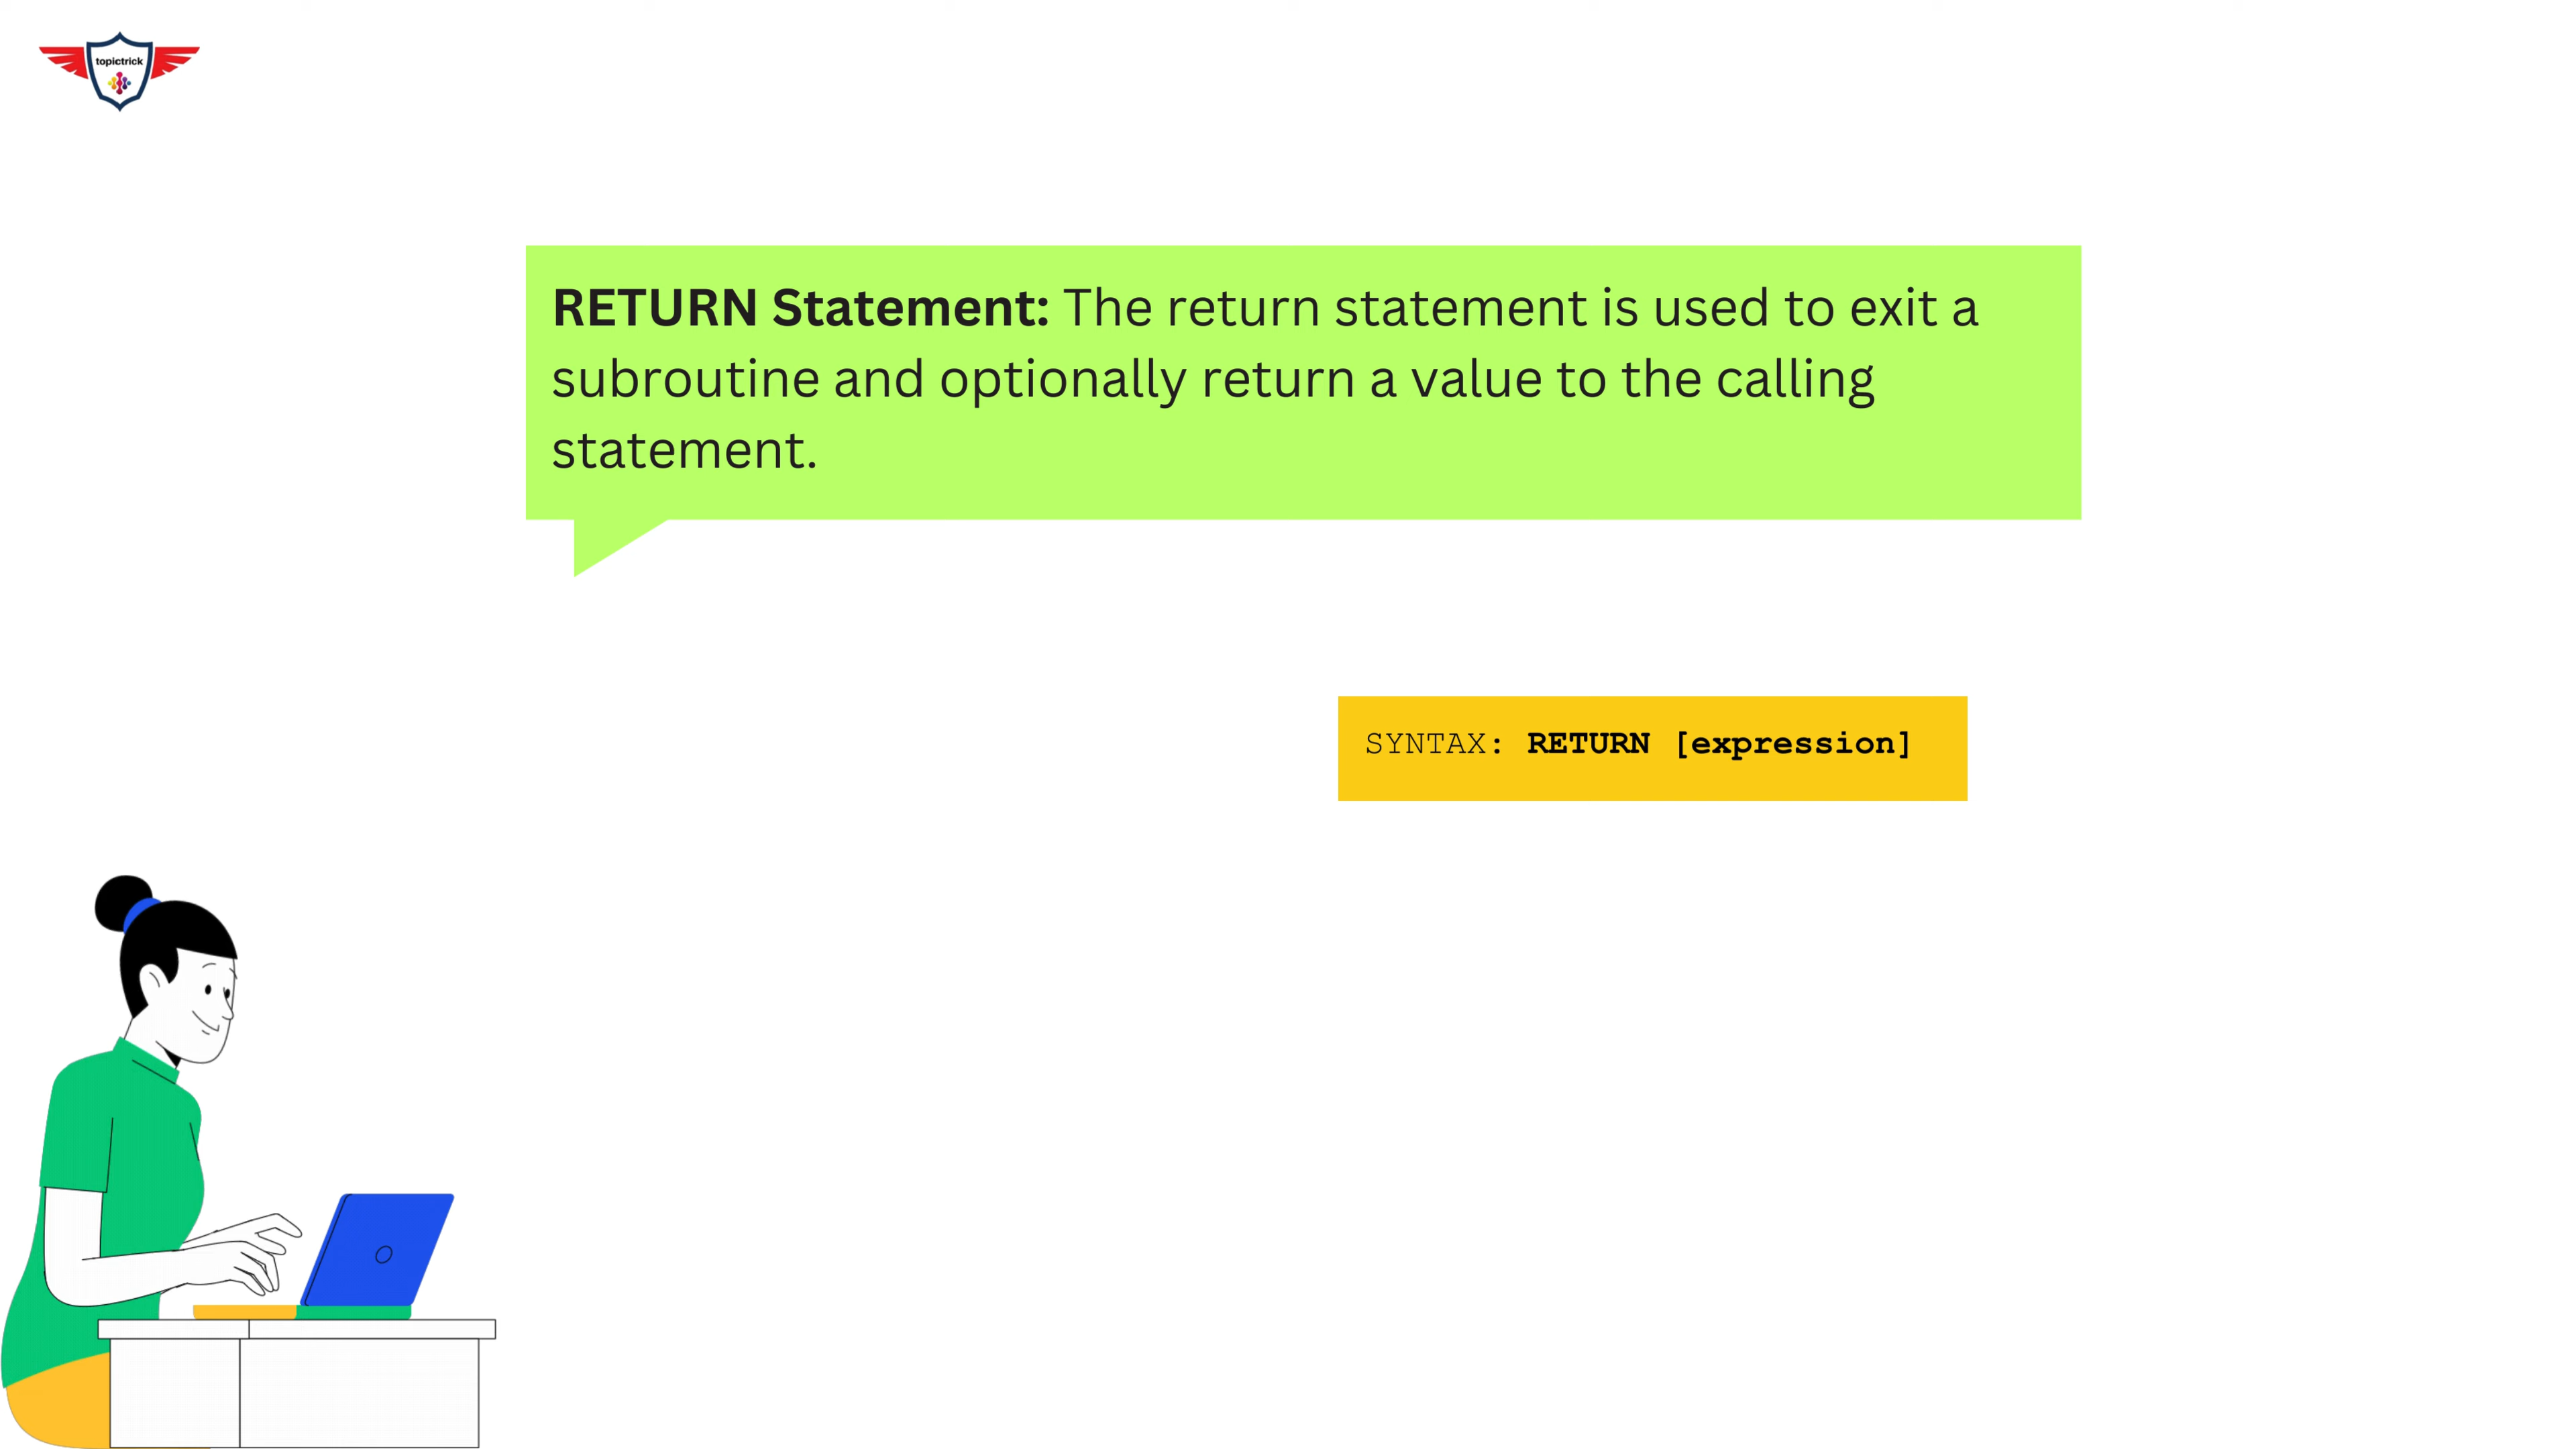 topictrick
RETURN Statement: The return statement is used to exit a
subroutine and optionally return a value to the calling
statement.
SYNTAX: RETURN [expression]